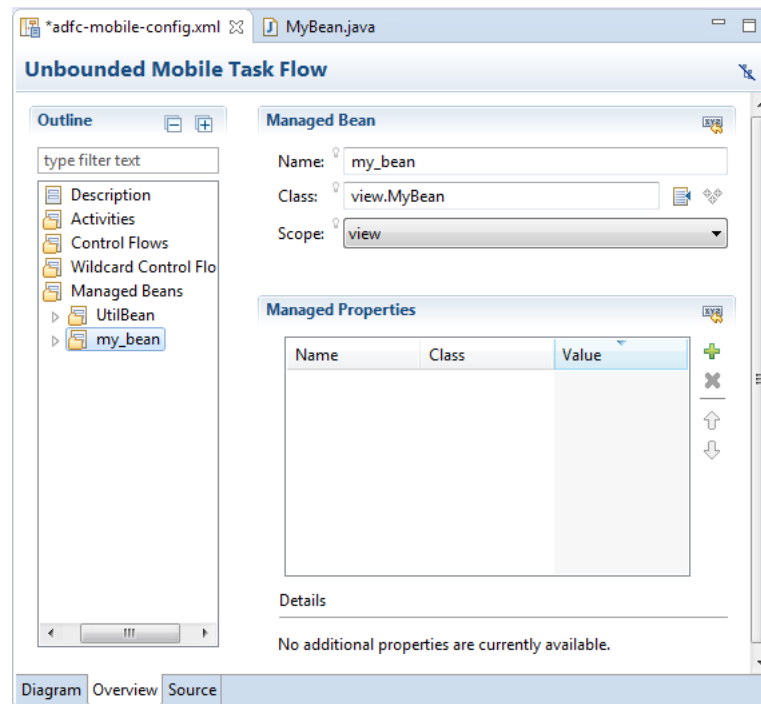 *adfc-mobile-config.xml MyBean.java
Unbounded Mobile Task Flow
Outline
type filter text
Description
Activities
Control Flows
Wildcard Control Flo
Managed Beans
UtilBean
my_bean
Managed Bean
Name: my_bean
Class: view.MyBean
Scope: view
Managed Properties
Name Class Value
Details
No additional properties are currently available.
Diagram Overview Source